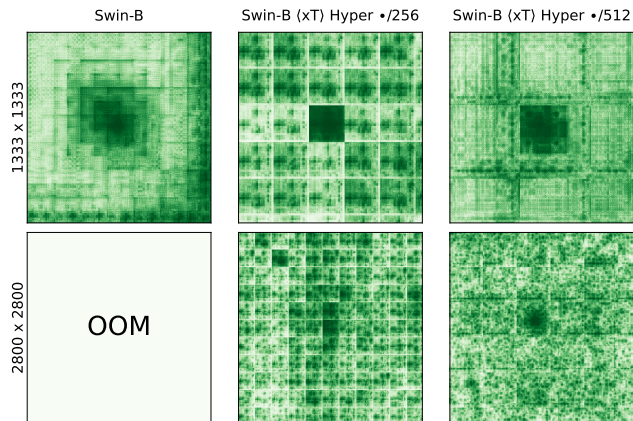 Swin-B
Swin-B ⟨xT⟩ Hyper •/256
Swin-B ⟨xT⟩ Hyper •/512
1333 x 1333
2800 x 2800
OOM